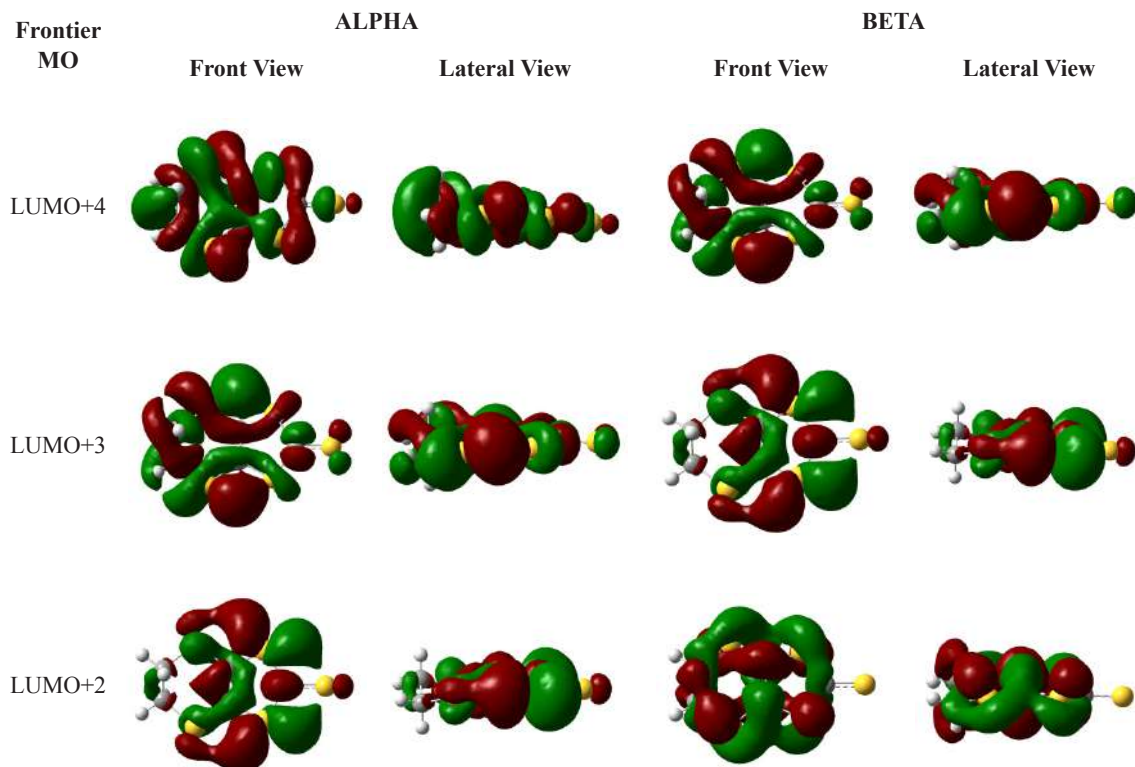 Frontier MO
ALPHA
BETA
Front View
Lateral View
Front View
Lateral View
LUMO+4
LUMO+3
LUMO+2